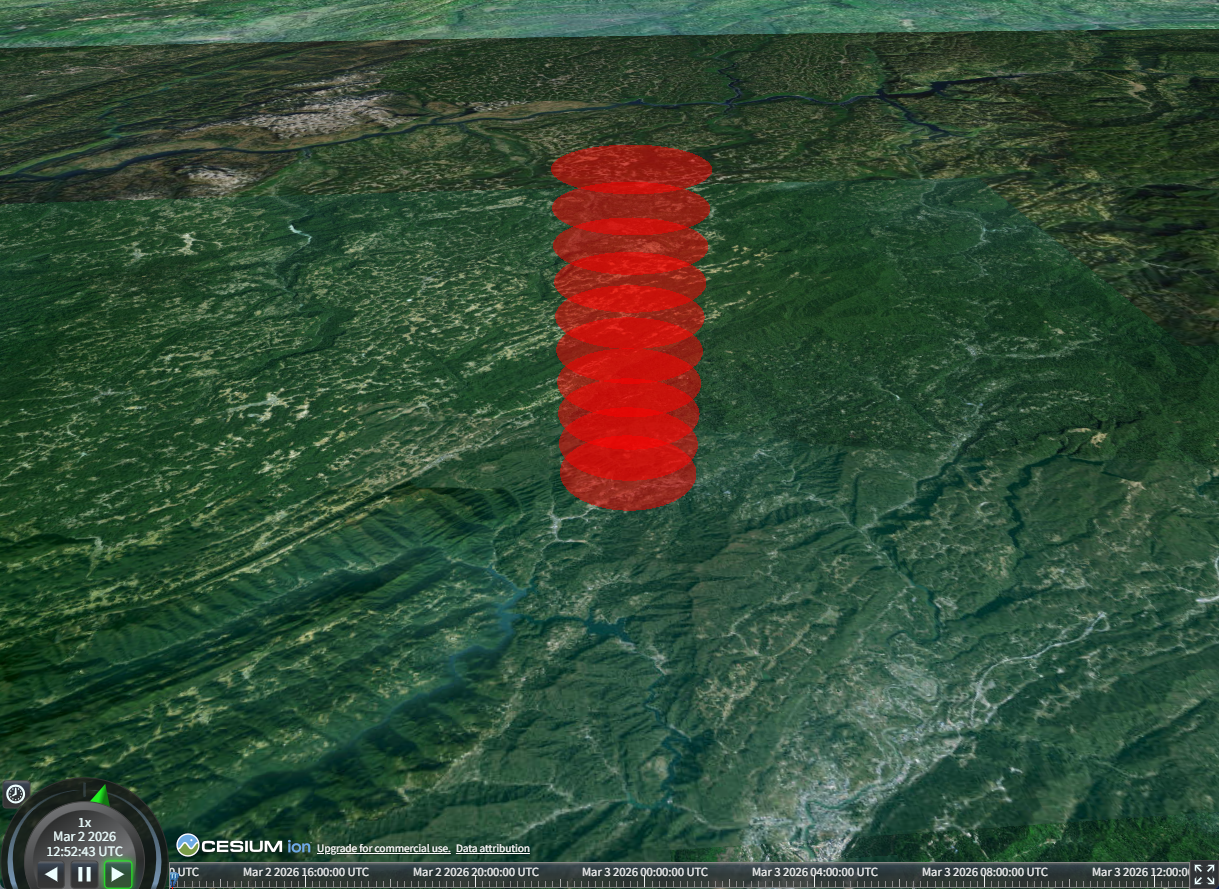 1x
Mar 2 2026
12:52:43 UTC
CESIUM ion Upgrade for commercial use. Data attribution
UTC Mar 2 2026 16:00:00 UTC Mar 2 2026 20:00:00 UTC Mar 3 2026 00:00:00 UTC Mar 3 2026 04:00:00 UTC Mar 3 2026 08:00:00 UTC Mar 3 2026 12:00:0